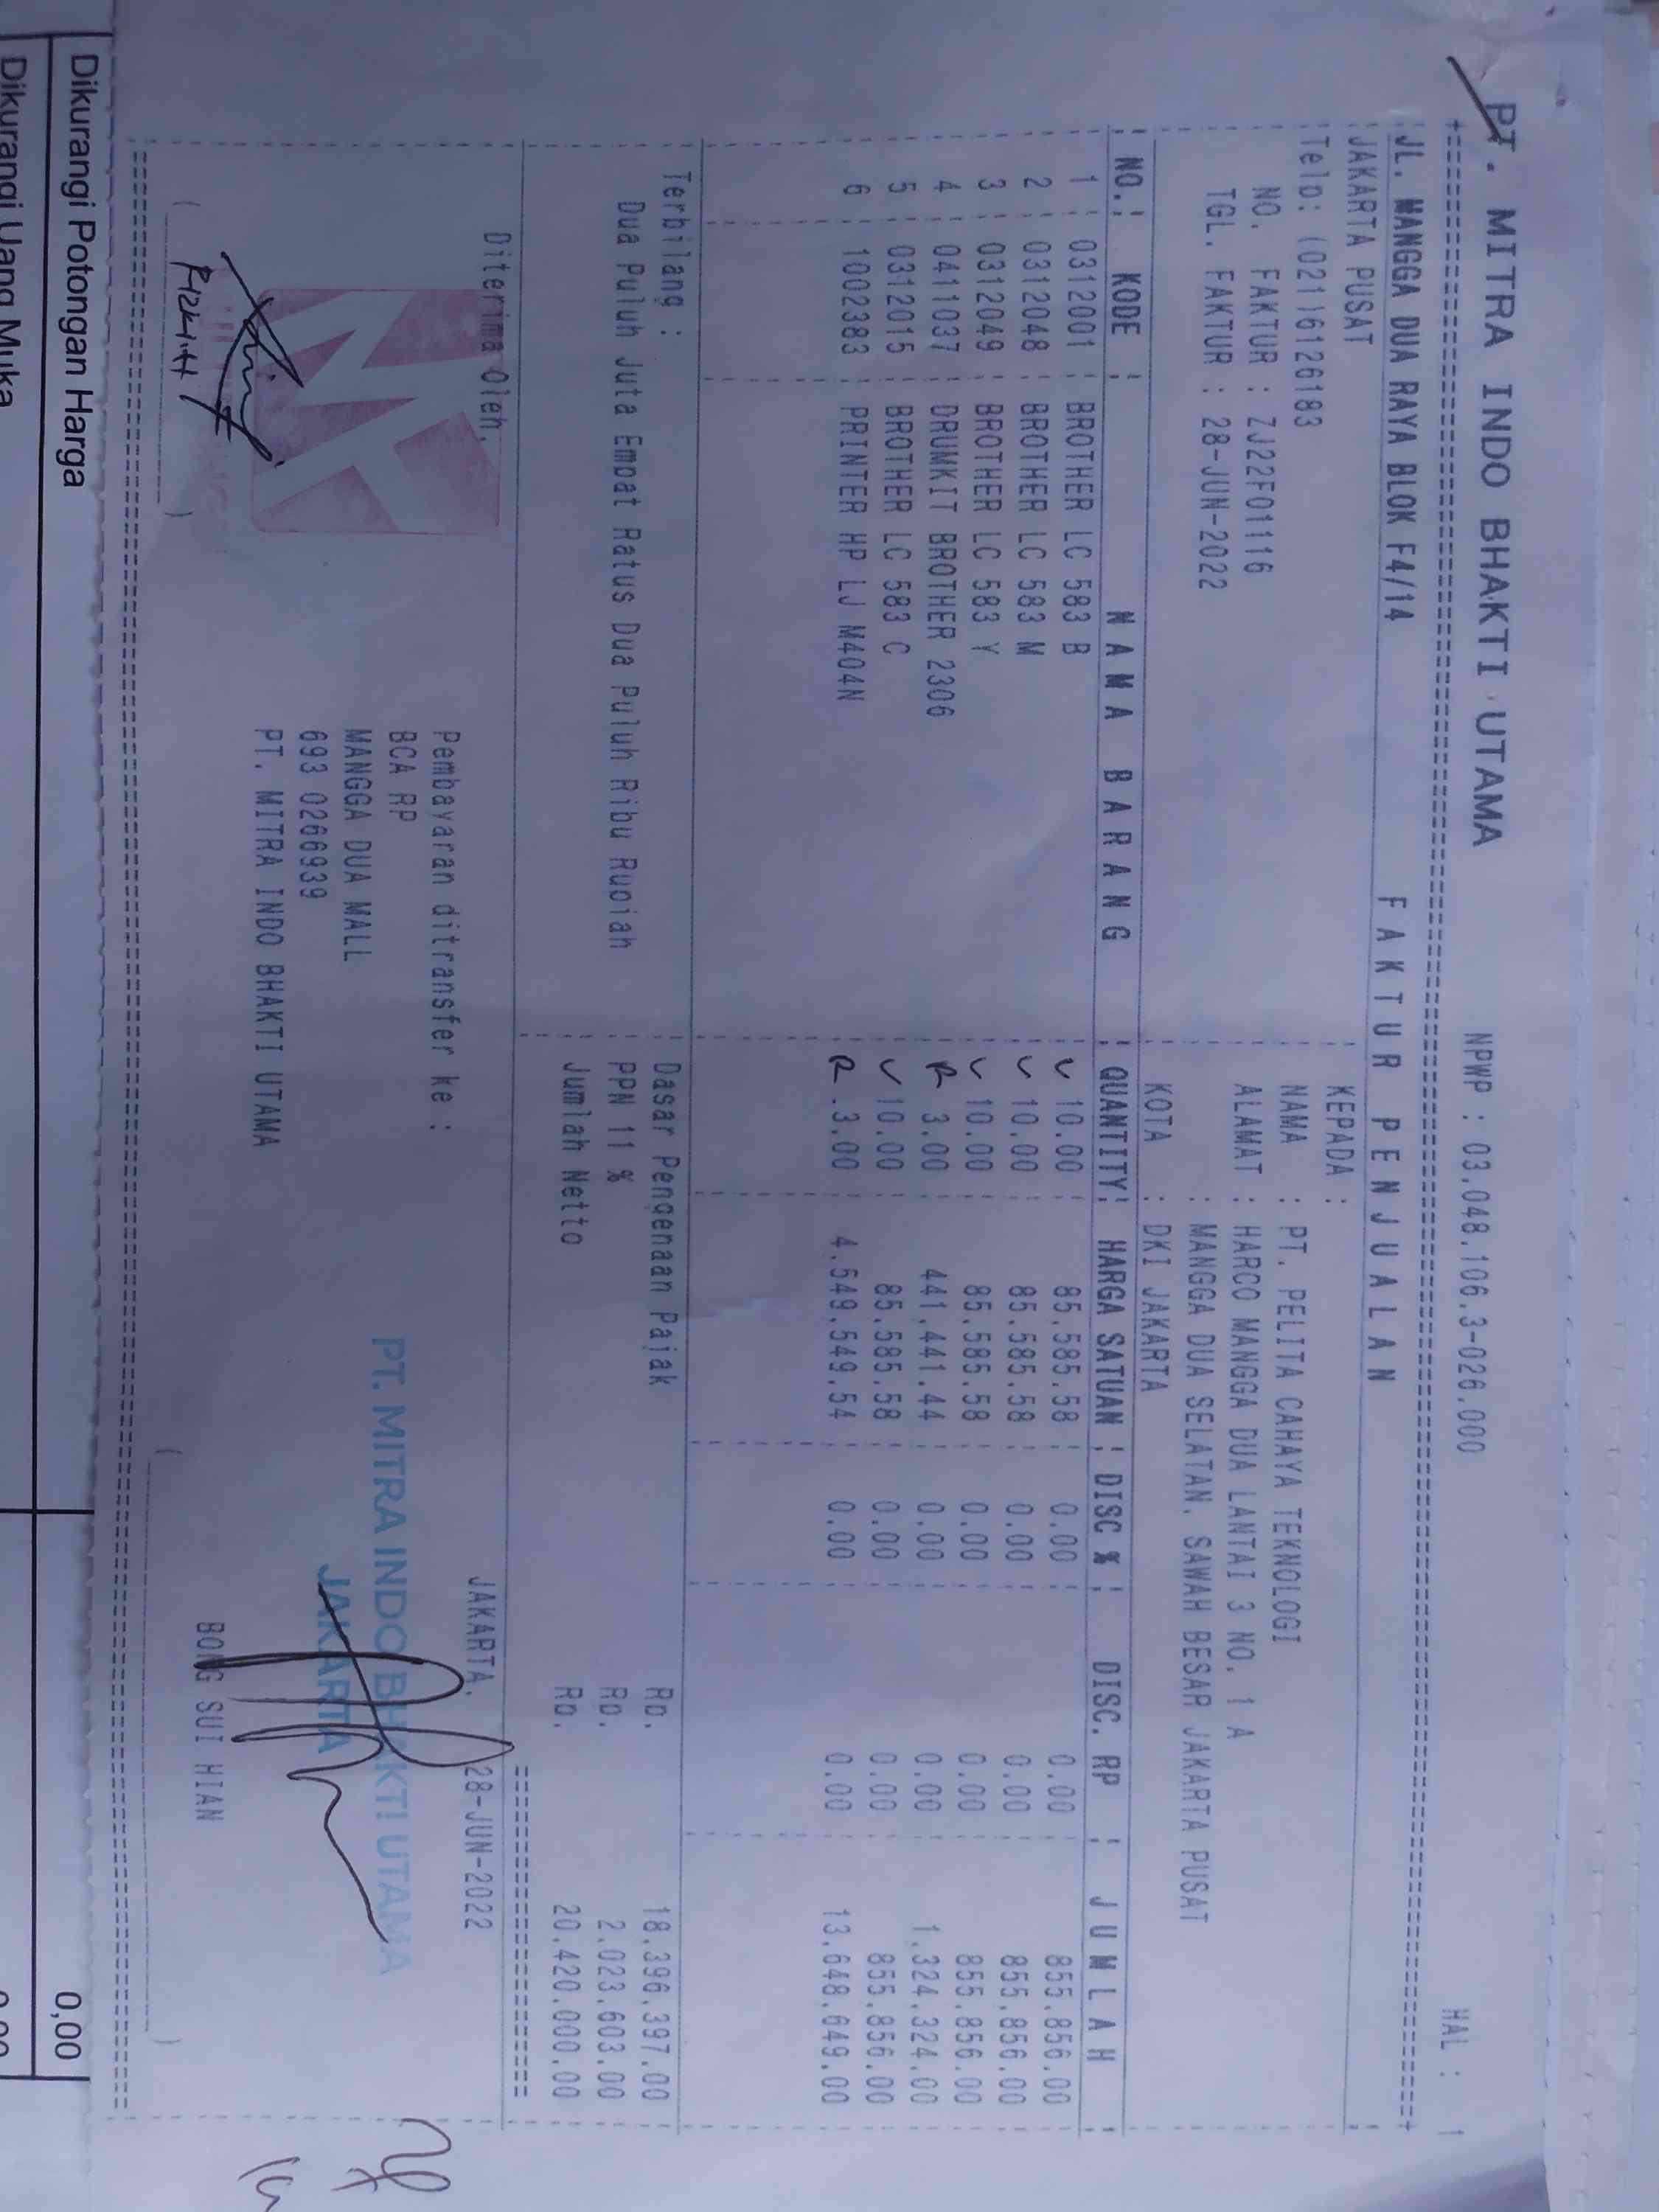 PT. MITRA INDO BHAKTI UTAMA NPWP : 03.048.106.3-026.000 HAL : 1
JL. MANGGA DUA RAYA BLOK F4/14 F A K T U R P E N J U A L A N
JAKARTA PUSAT KEPADA :
Telp: (021)6126183 NAMA : PT. PELITA CAHAYA TEKNOLOGI
NO. FAKTUR : ZJ22F01116 ALAMAT : HARCO MANGGA DUA LANTAI 3 NO. 1 A
TGL. FAKTUR : 28-JUN-2022 : MANGGA DUA SELATAN. SAWAH BESAR JAKARTA PUSAT
KOTA : DKI JAKARTA
NO. KODE N A M A B A R A N G QUANTITY HARGA SATUAN DISC % DISC. RP J U M L A H
1 0312001 BROTHER LC 583 B 10.00 85.585.58 0.00 0.00 855.856.00
2 0312048 BROTHER LC 583 M 10.00 85.585.58 0.00 0.00 855.856.00
3 0312049 BROTHER LC 583 Y 10.00 85.585.58 0.00 0.00 855.856.00
4 0411037 DRUMKIT BROTHER 2306 3.00 441.441.44 0.00 0.00 1.324.324.00
5 0312015 BROTHER LC 583 C 10.00 85.585.58 0.00 0.00 855.856.00
6 1002383 PRINTER HP LJ M404N 3.00 4.549.549.54 0.00 0.00 13.648.649.00
Terbilang : Dasar Pengenaan Pajak Rp. 18.396.397.00
Dua Puluh Juta Empat Ratus Dua Puluh Ribu Rupiah PPN 11 % Rp. 2.023.603.00
Jumlah Netto Rp. 20.420.000.00
Diterima Oleh. Pembayaran ditransfer ke : JAKARTA. 28-JUN-2022
BCA RP
MANGGA DUA MALL
693 0266939
PT. MITRA INDO BHAKTI UTAMA
PT. MITRA INDO BHAKTI UTAMA
JAKARTA
RIZKI H
BONG SUI HIAN
Dikurangi Potongan Harga 0,00
Dikurangi Uang Muka